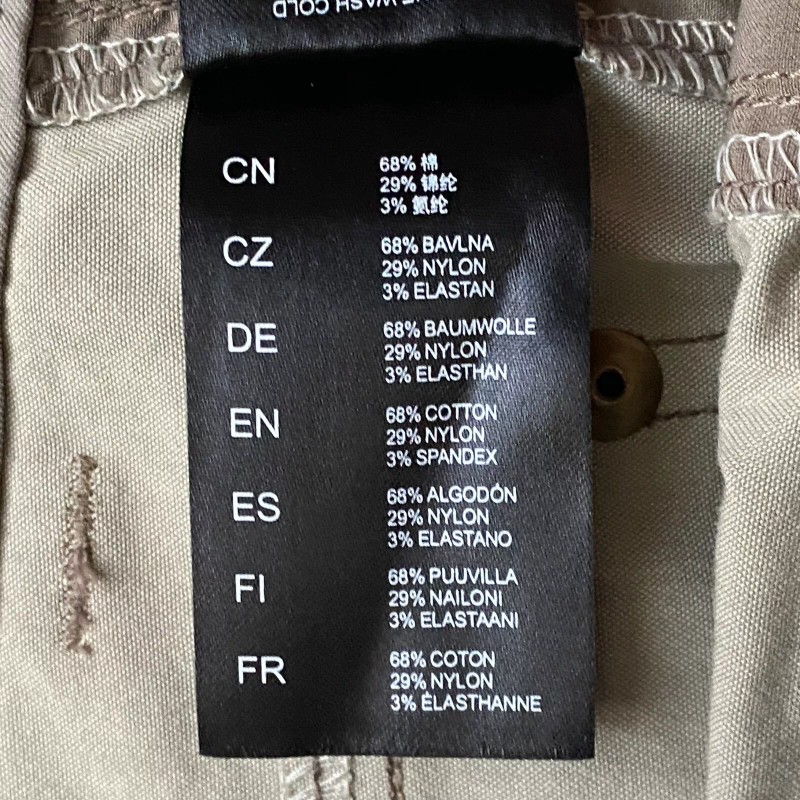 WASH COLD
CN
68% 棉
29% 锦纶
3% 氨纶
CZ
68% BAVLNA
29% NYLON
3% ELASTAN
DE
68% BAUMWOLLE
29% NYLON
3% ELASTHAN
EN
68% COTTON
29% NYLON
3% SPANDEX
ES
68% ALGODÓN
29% NYLON
3% ELASTANO
FI
68% PUUVILLA
29% NAILONI
3% ELASTAANI
FR
68% COTON
29% NYLON
3% ÉLASTHANNE